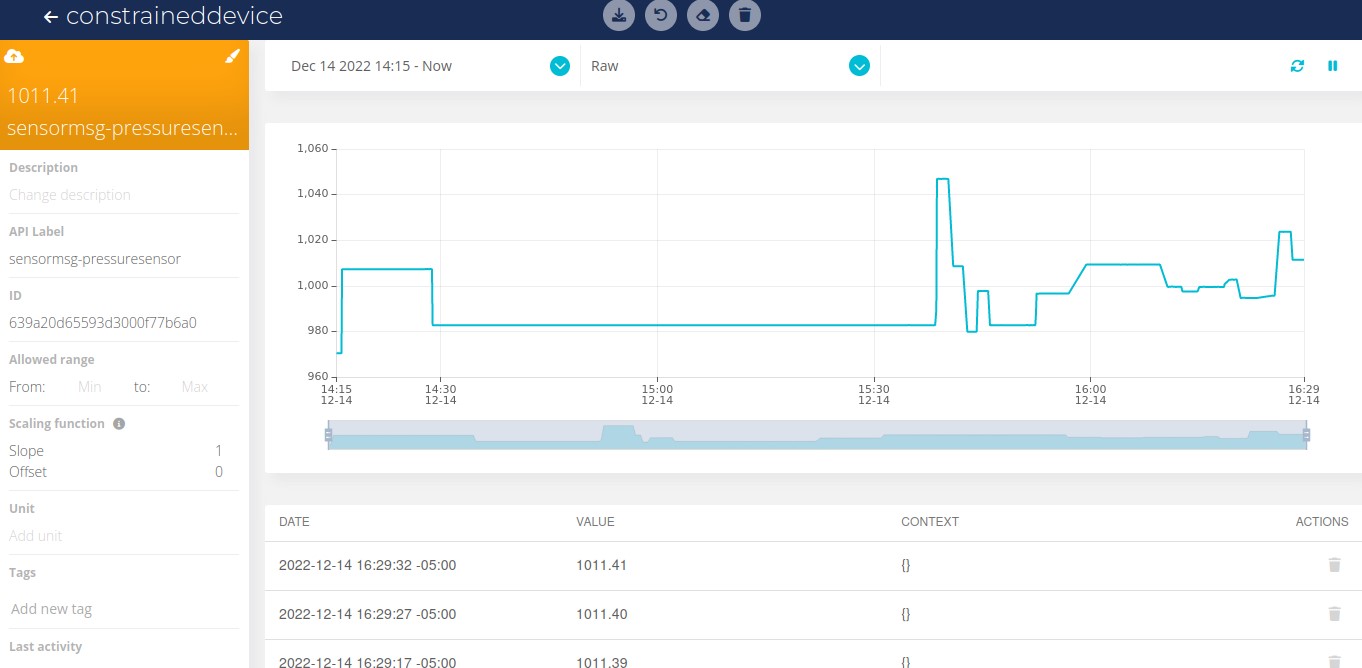 constraineddevice
1011.41
sensormsg-pressuresen...
Description
Change description
API Label
sensormsg-pressuresensor
ID
639a20d65593d3000f77b6a0
Allowed range
From: Min to: Max
Scaling function
Slope 1
Offset 0
Unit
Add unit
Tags
Add new tag
Last activity
Dec 14 2022 14:15 - Now Raw
1,060
1,040
1,020
1,000
980
960
14:15 14:30 15:00 15:30 16:00 16:29
12-14 12-14 12-14 12-14 12-14 12-14
DATE VALUE CONTEXT ACTIONS
2022-12-14 16:29:32 -05:00 1011.41 {}
2022-12-14 16:29:27 -05:00 1011.40 {}
2022-12-14 16:29:17 -05:00 1011.39 {}